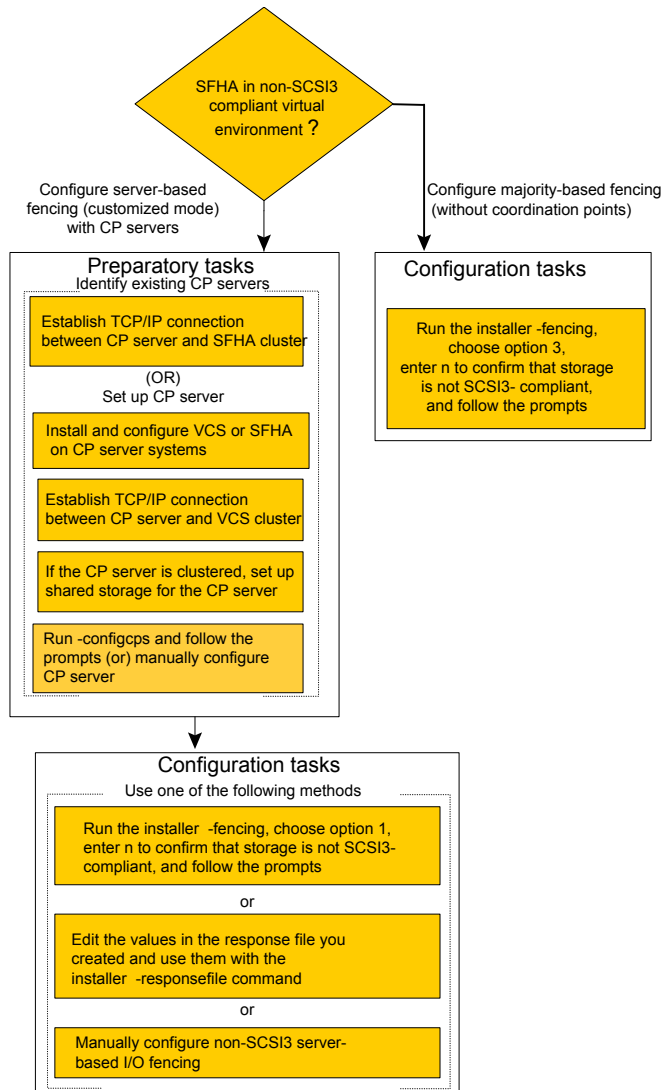 SFHA in non-SCSI3
compliant virtual
environment ?
Configure server-based
fencing (customized mode)
with CP servers
Configure majority-based fencing
(without coordination points)
Preparatory tasks
Identify existing CP servers
Establish TCP/IP connection
between CP server and SFHA cluster
(OR)
Set up CP server
Install and configure VCS or SFHA
on CP server systems
Establish TCP/IP connection
between CP server and VCS cluster
If the CP server is clustered, set up
shared storage for the CP server
Run -configcps and follow the
prompts (or) manually configure
CP server
Configuration tasks
Run the installer -fencing,
choose option 3,
enter n to confirm that storage
is not SCSI3- compliant,
and follow the prompts
Configuration tasks
Use one of the following methods
Run the installer -fencing, choose option 1,
enter n to confirm that storage is not SCSI3-
compliant, and follow the prompts
or
Edit the values in the response file you
created and use them with the
installer -responsefile command
or
Manually configure non-SCSI3 server-
based I/O fencing